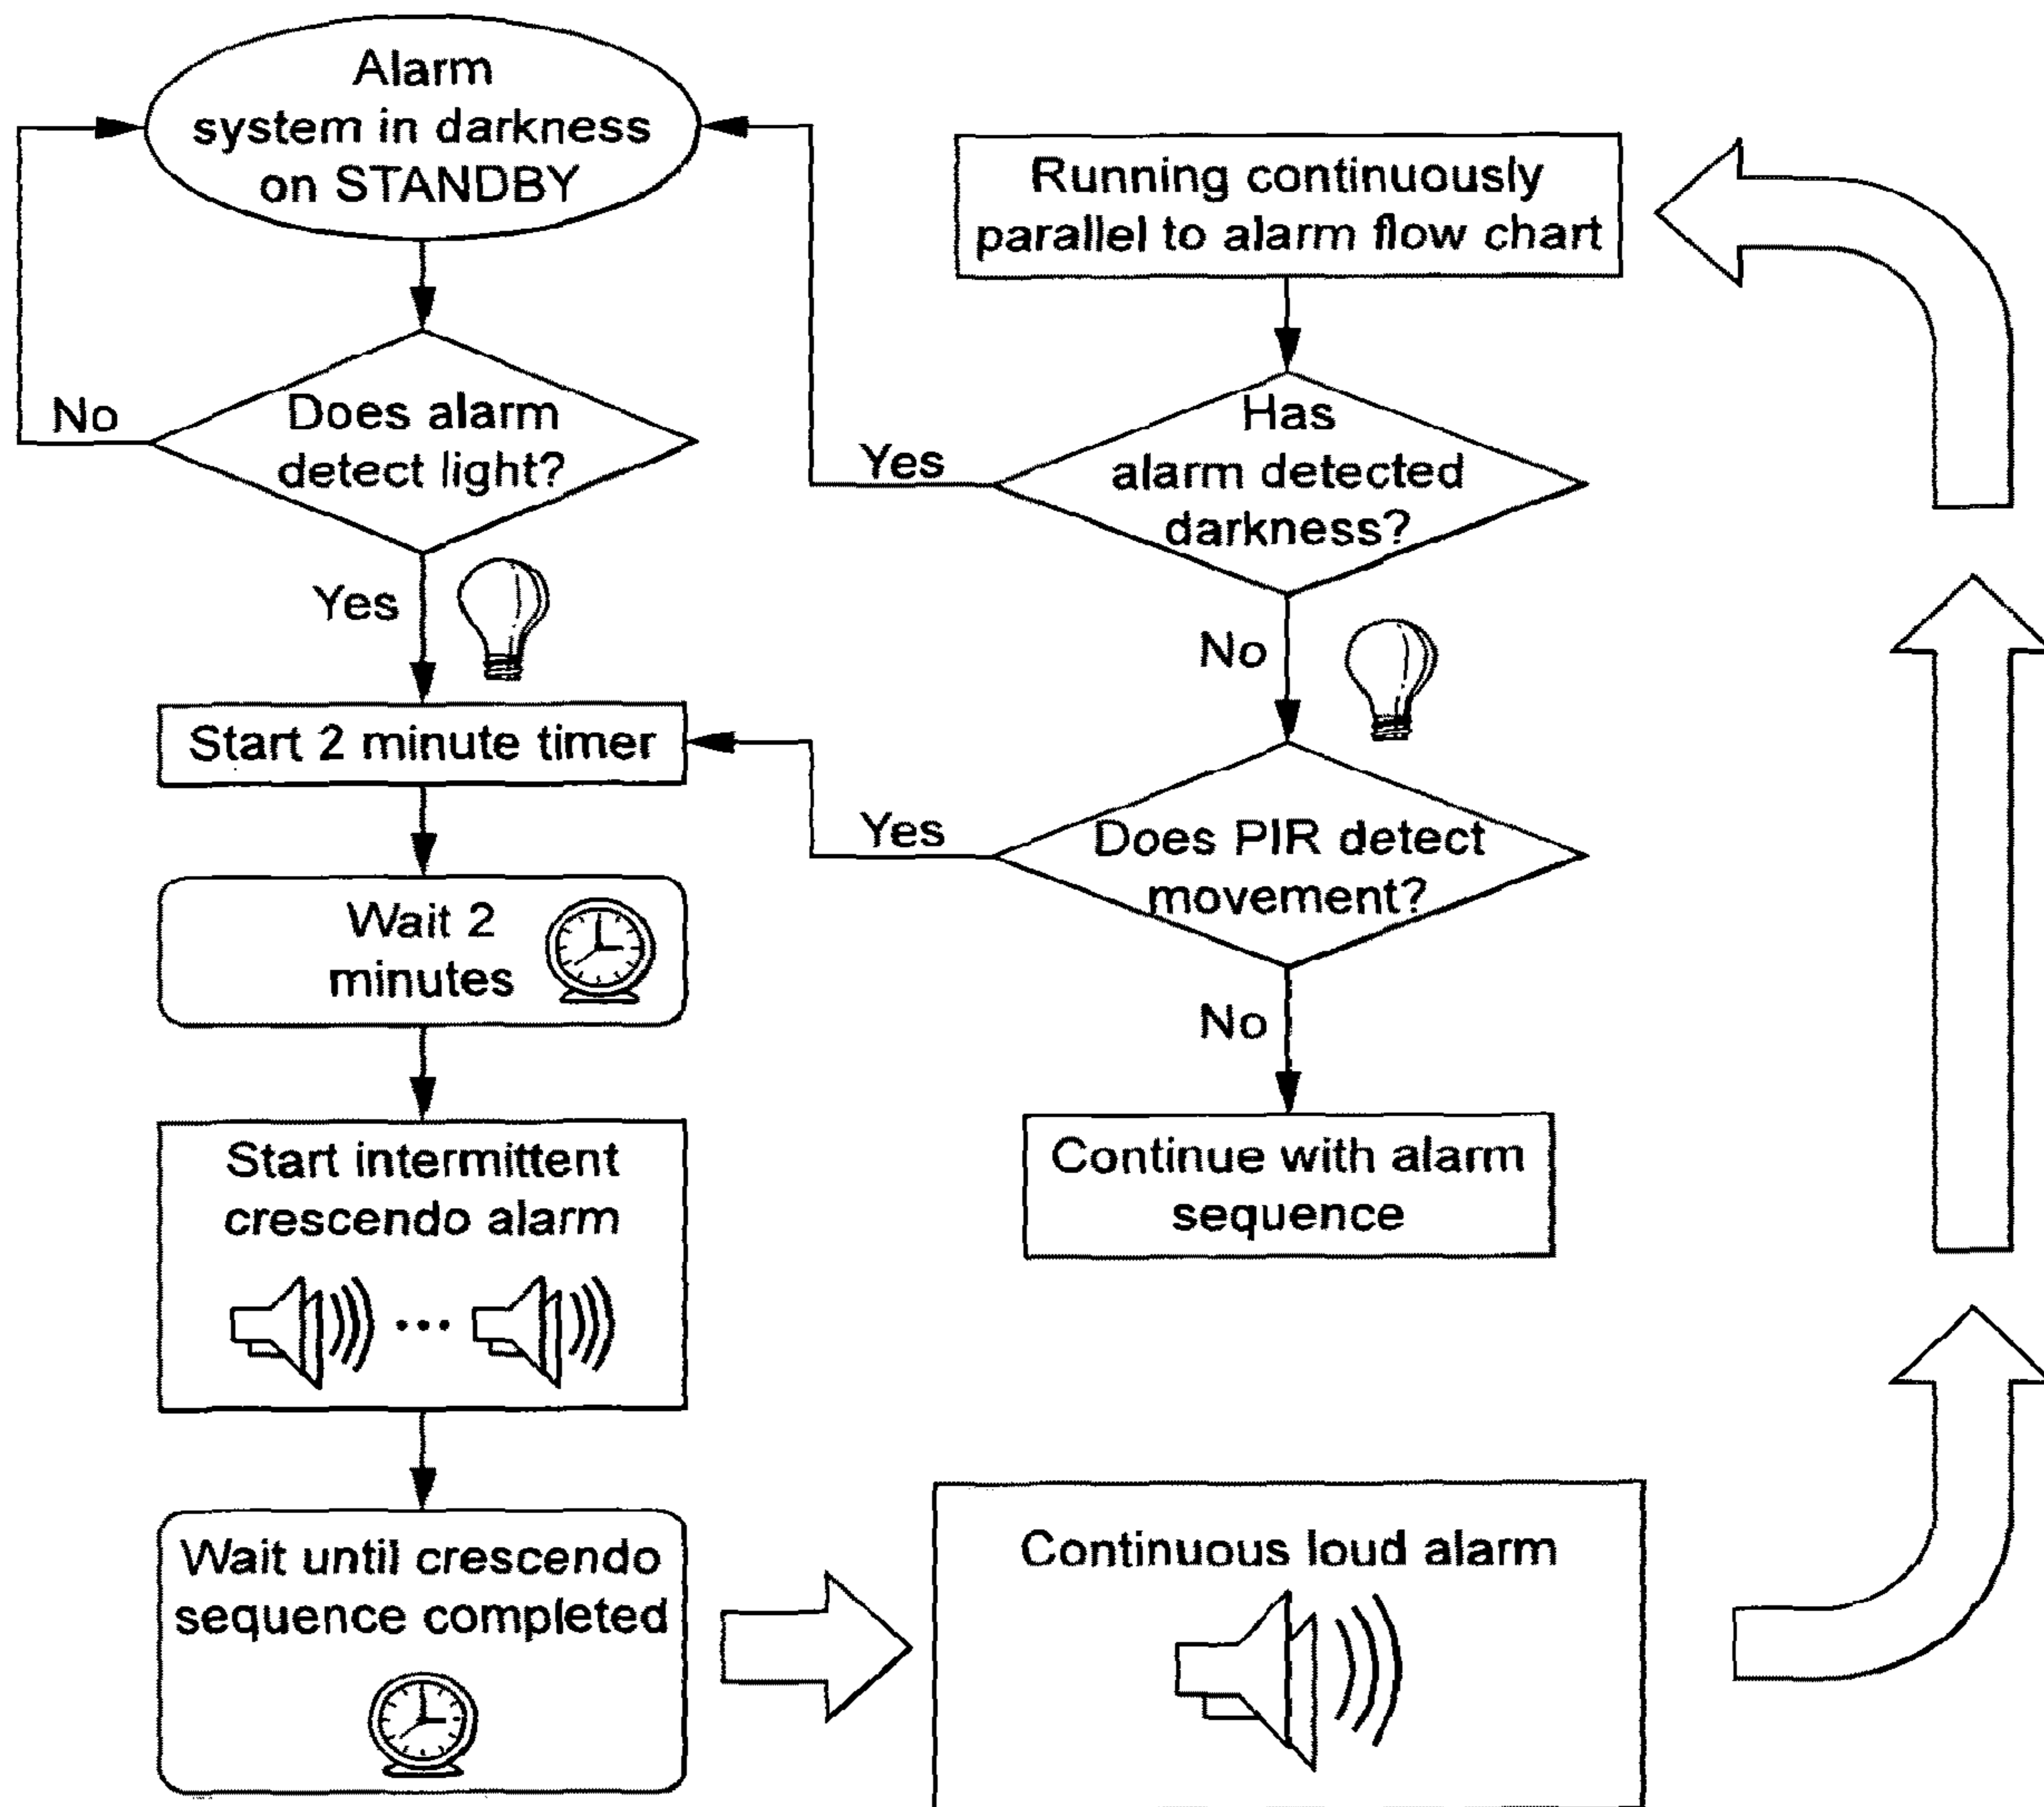 Alarm
system in darkness
on STANDBY
No
Does alarm
detect light?
Yes
Start 2 minute timer
Wait 2
minutes
Start intermittent
crescendo alarm
Wait until crescendo
sequence completed
Continuous loud alarm
Running continuously
parallel to alarm flow chart
Has
alarm detected
darkness?
Yes
No
Does PIR detect
movement?
Yes
No
Continue with alarm
sequence